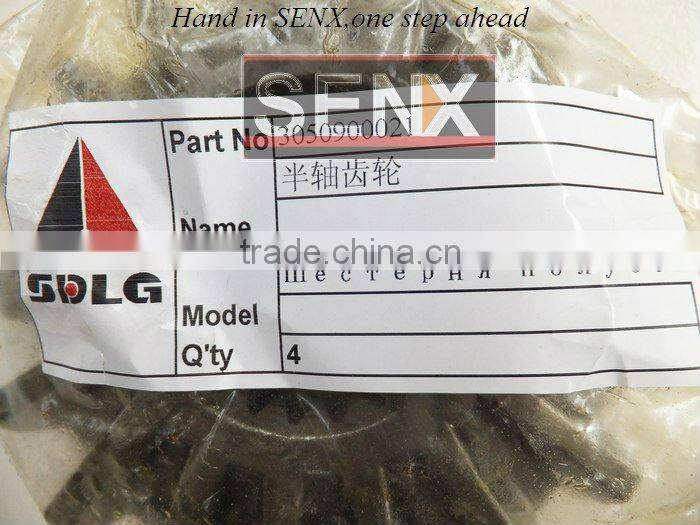 Hand in SENX,one step ahead
SENX
Part No 3050900021
半轴齿轮
Name
trade.china.cn
шестерня
SDLG
Model
Q'ty 4